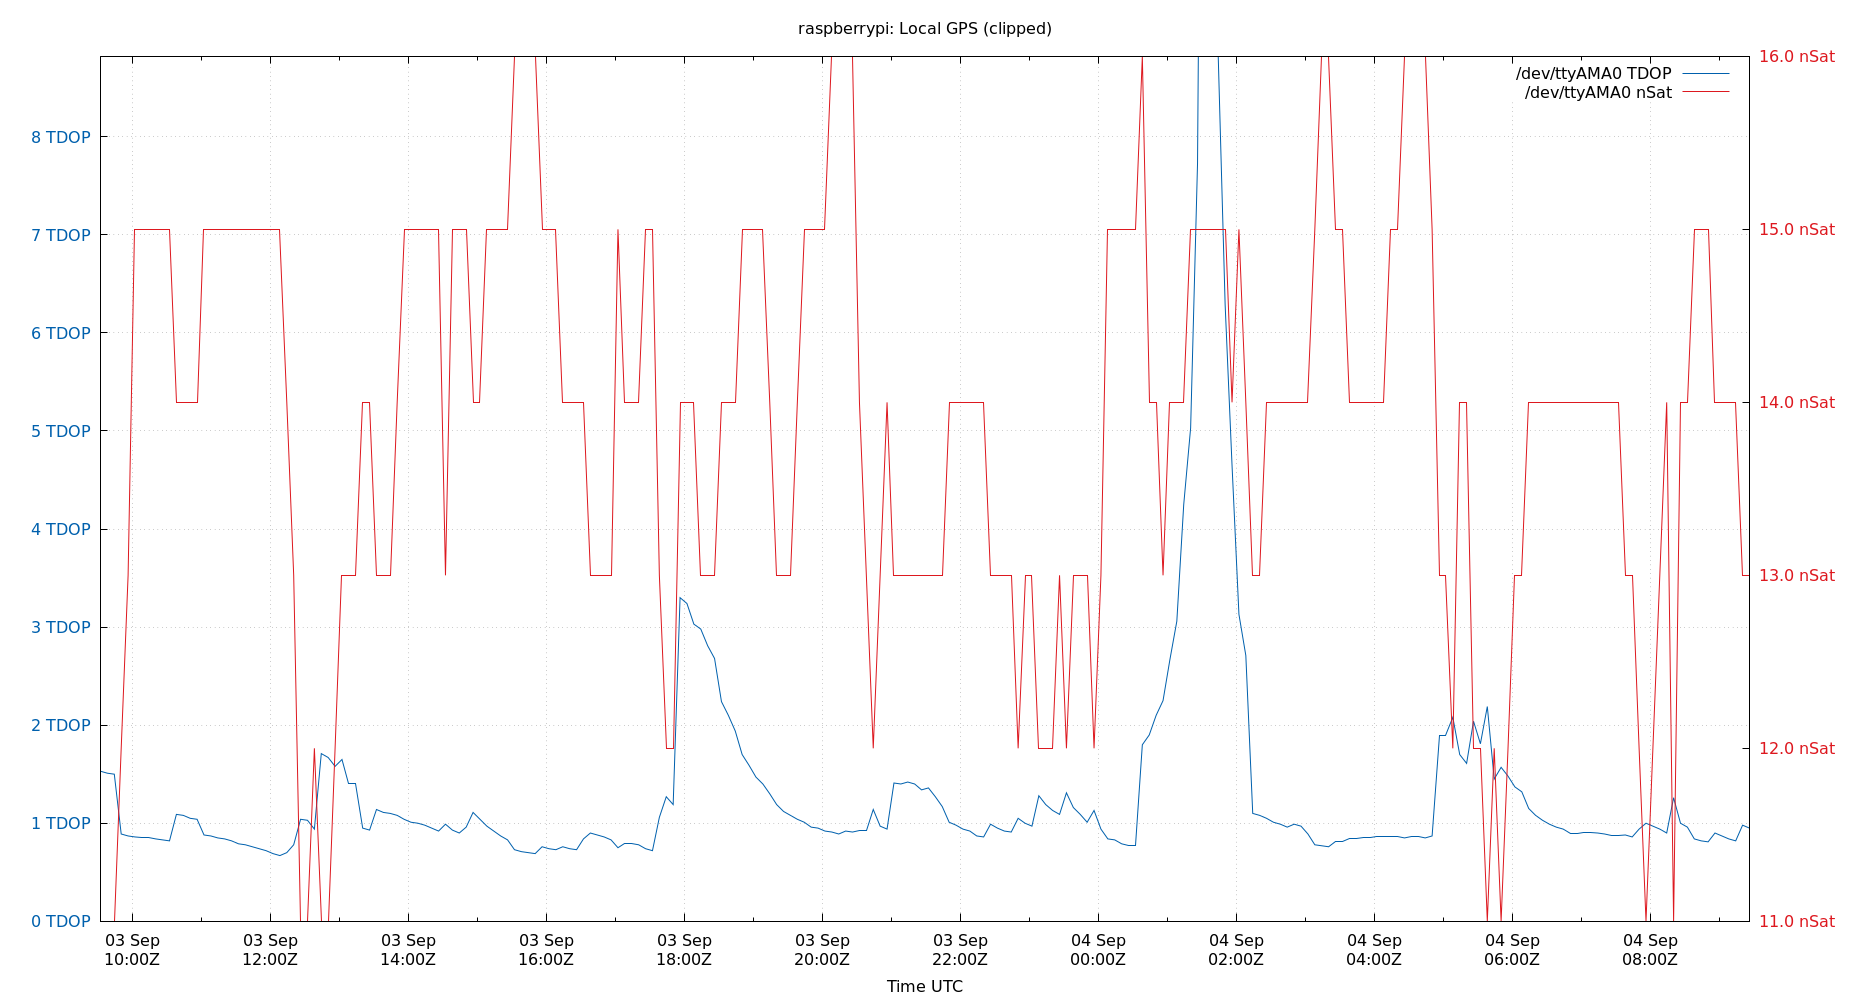 raspberrypi: Local GPS (clipped)
16.0 nSat
/dev/ttyAMA0 TDOP
/dev/ttyAMA0 nSat
8 TDOP
7 TDOP
15.0 nSat
6 TDOP
14.0 nSat
5 TDOP
4 TDOP
13.0 nSat
3 TDOP
2 TDOP
12.0 nSat
1 TDOP
0 TDOP
11.0 nSat
03 Sep 03 Sep 03 Sep 03 Sep 03 Sep 03 Sep 03 Sep 04 Sep 04 Sep 04 Sep 04 Sep 04 Sep
10:00Z 12:00Z 14:00Z 16:00Z 18:00Z 20:00Z 22:00Z 00:00Z 02:00Z 04:00Z 06:00Z 08:00Z
Time UTC